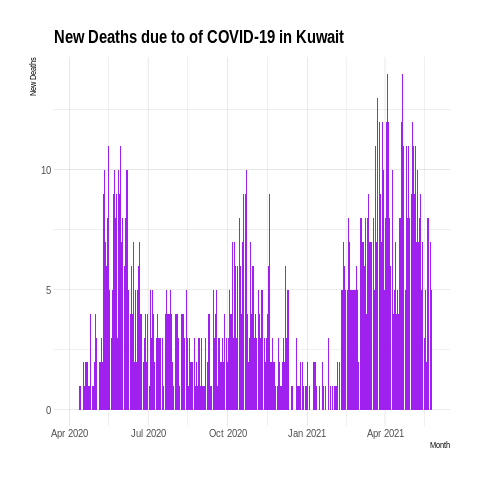 New Deaths due to of COVID-19 in Kuwait
New Deaths
10
5
0
Apr 2020
Jul 2020
Oct 2020
Jan 2021
Apr 2021
Month